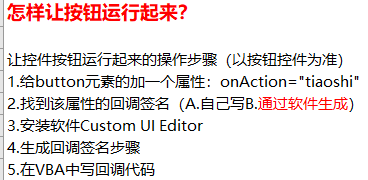 怎样让按钮运行起来？
让控件按钮运行起来的操作步骤（以按钮控件为准）
1.给button元素的加一个属性：onAction="tiaoshi"
2.找到该属性的回调签名（A.自己写B.通过软件生成）
3.安装软件Custom UI Editor
4.生成回调签名步骤
5.在VBA中写回调代码